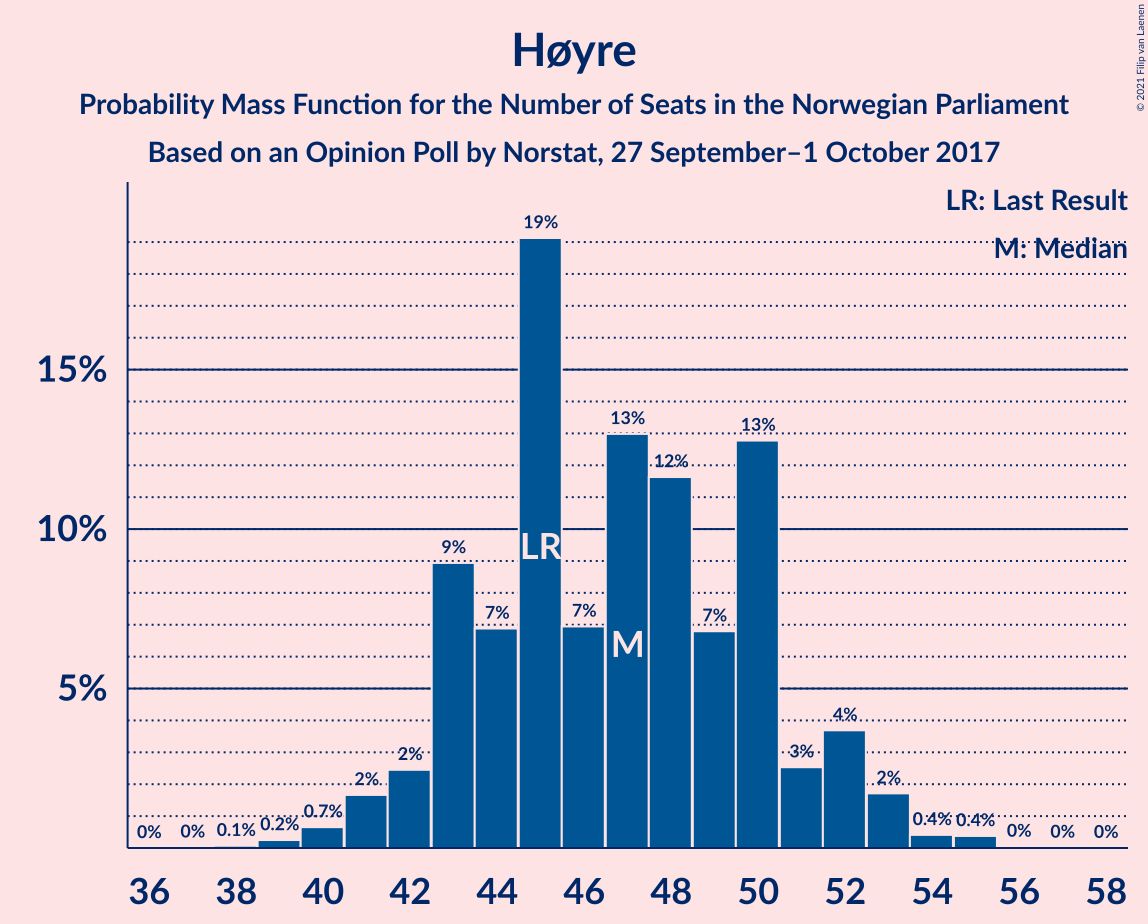 Høyre
Probability Mass Function for the Number of Seats in the Norwegian Parliament
Based on an Opinion Poll by Norstat, 27 September–1 October 2017
© 2021 Filip van Laenen
LR: Last Result
M: Median
15%
10%
5%
0%
0%
0.1%
0.2%
0.7%
2%
2%
9%
7%
19%
7%
13%
12%
7%
13%
3%
4%
2%
0.4%
0.4%
0%
0%
0%
LR
M
36 38 40 42 44 46 48 50 52 54 56 58